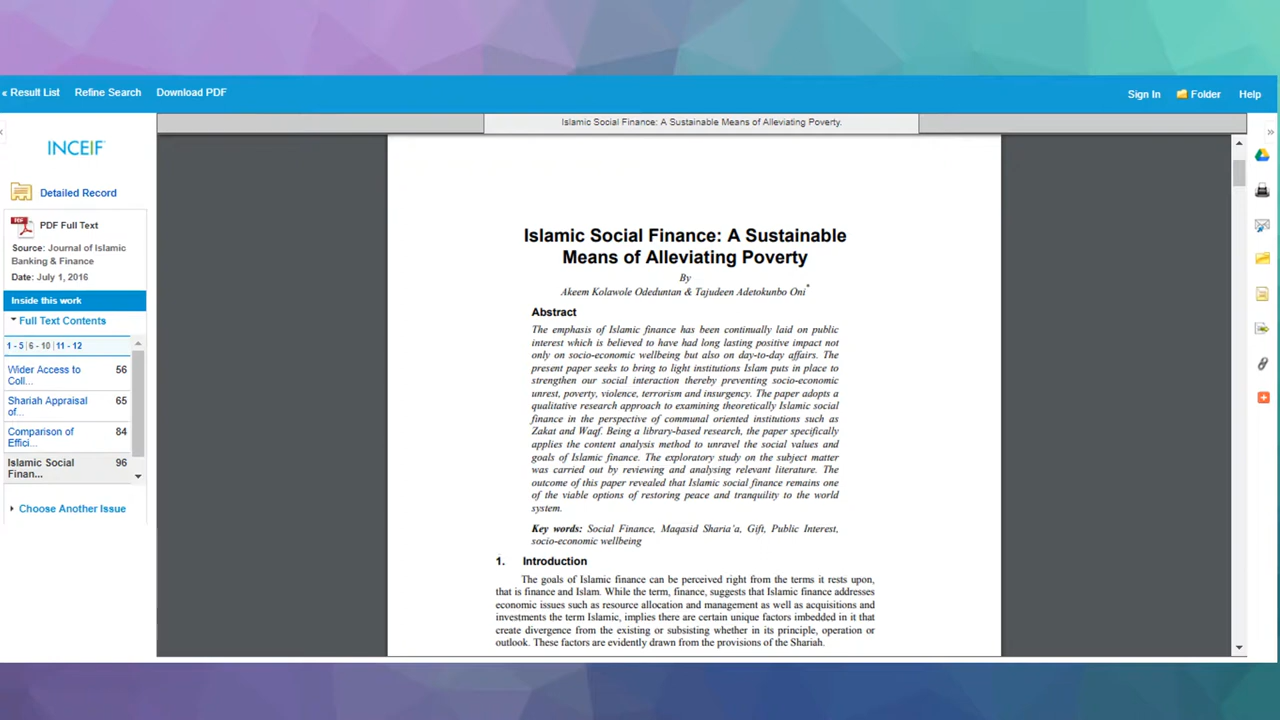 « Result List Refine Search Download PDF
Sign In Folder Help
Islamic Social Finance: A Sustainable Means of Alleviating Poverty.
INCEIF
Detailed Record
PDF Full Text
Source: Journal of Islamic
Banking & Finance
Date: July 1, 2016
Inside this work
Full Text Contents
1 - 5 | 6 - 10 | 11 - 12
Wider Access to
Coll...
56
Shariah Appraisal
of...
65
Comparison of
Effici...
84
Islamic Social
Finan...
96
Choose Another Issue
Islamic Social Finance: A Sustainable
Means of Alleviating Poverty
By
Akeem Kolawole Odeduntan & Tajudeen Adetokunbo Oni*
Abstract
The emphasis of Islamic finance has been continually laid on public
interest which is believed to have had long lasting positive impact not
only on socio-economic wellbeing but also on day-to-day affairs. The
present paper seeks to bring to light institutions Islam puts in place to
strengthen our social interaction thereby preventing socio-economic
unrest, poverty, violence, terrorism and insurgency. The paper adopts a
qualitative research approach to examining theoretically Islamic social
finance in the perspective of communal oriented institutions such as
Zakat and Waqf. Being a library-based research, the paper specifically
applies the content analysis method to unravel the social values and
goals of Islamic finance. The exploratory study on the subject matter
was carried out by reviewing and analysing relevant literature. The
outcome of this paper revealed that Islamic social finance remains one
of the viable options of restoring peace and tranquility to the world
system.
Key words: Social Finance, Maqasid Sharia'a, Gift, Public Interest,
socio-economic wellbeing
1. Introduction
The goals of Islamic finance can be perceived right from the terms it rests upon,
that is finance and Islam. While the term, finance, suggests that Islamic finance addresses
economic issues such as resource allocation and management as well as acquisitions and
investments the term Islamic, implies there are certain unique factors imbedded in it that
create divergence from the existing or subsisting whether in its principle, operation or
outlook. These factors are evidently drawn from the provisions of the Shariah.